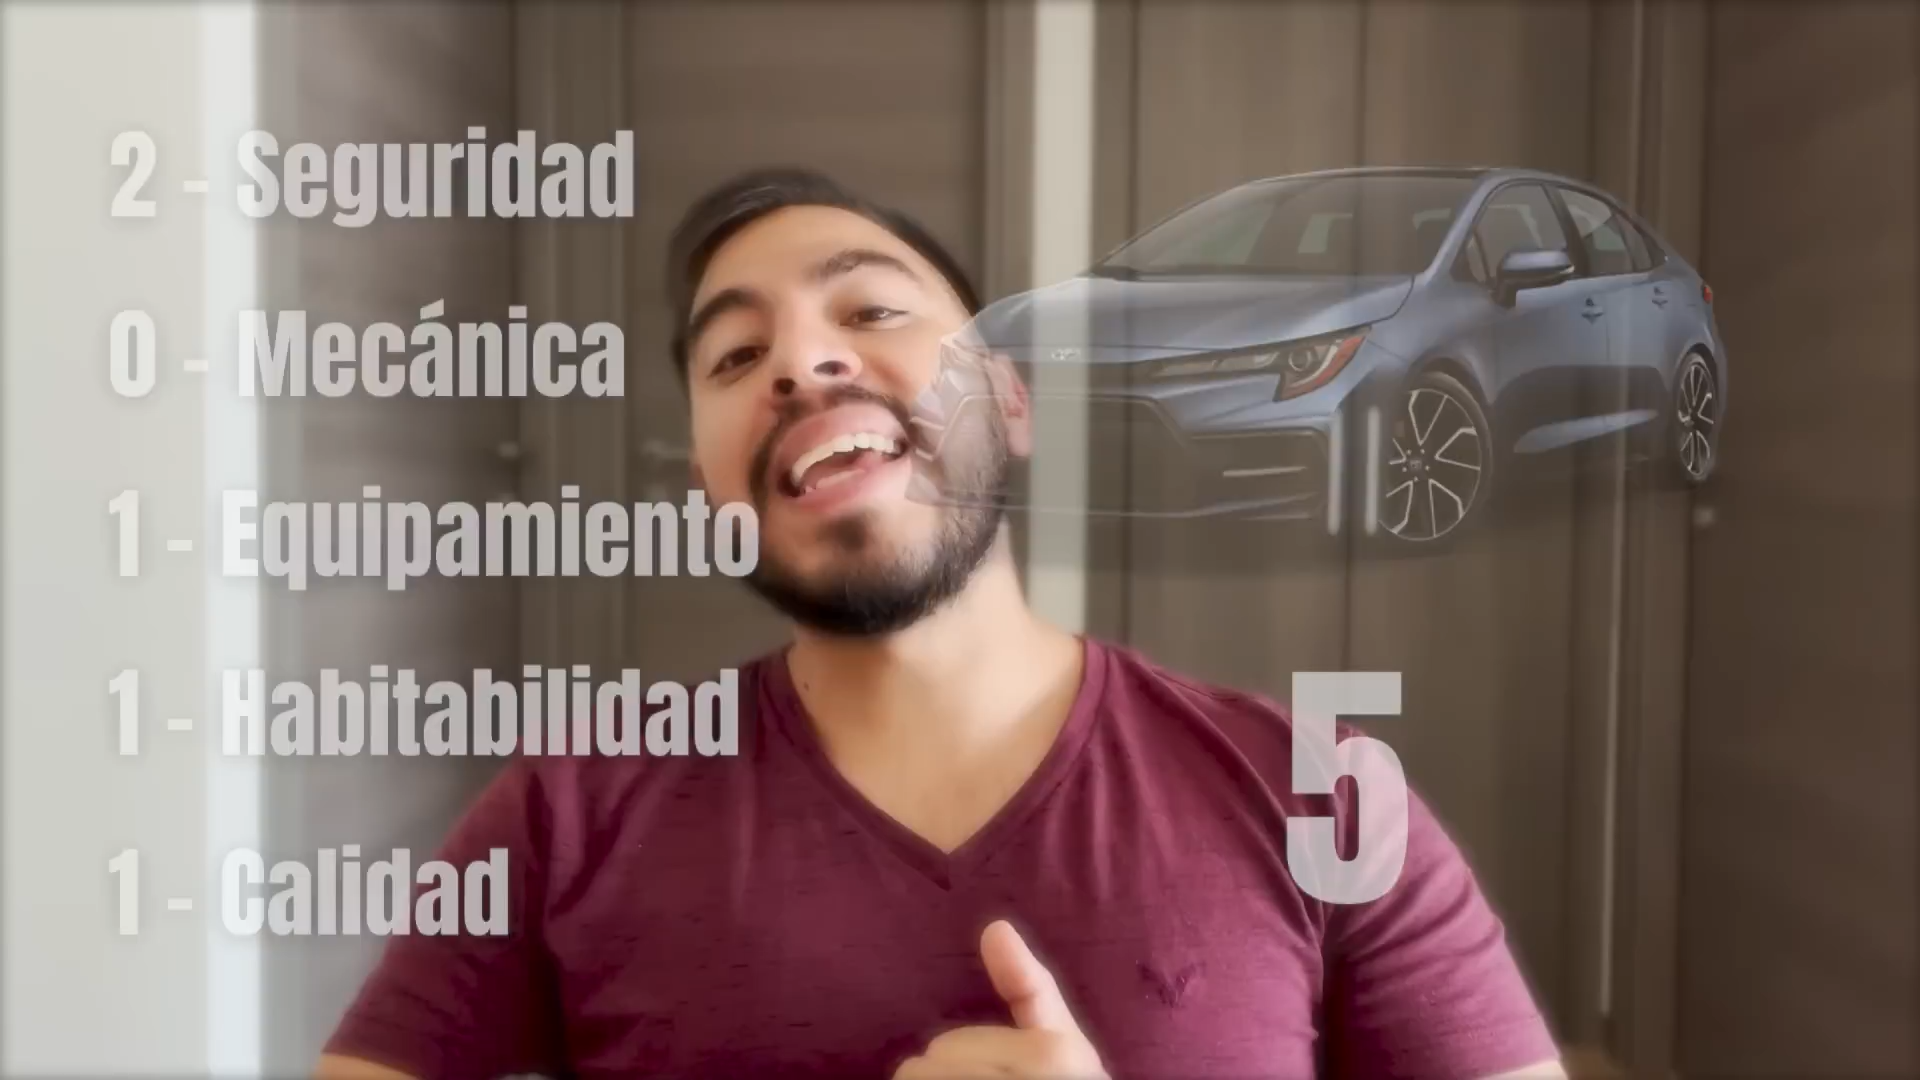 2 - Seguridad
0 - Mecánica
1 - Equipamiento
1 - Habitabilidad
1 - Calidad
5